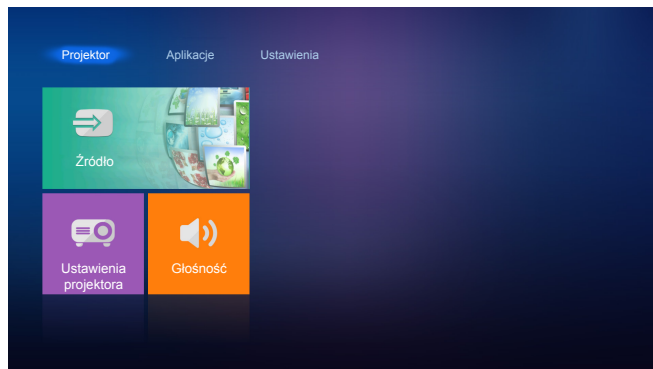 Projektor Aplikacje Ustawienia
Źródło
Ustawienia
projektora
Głośność